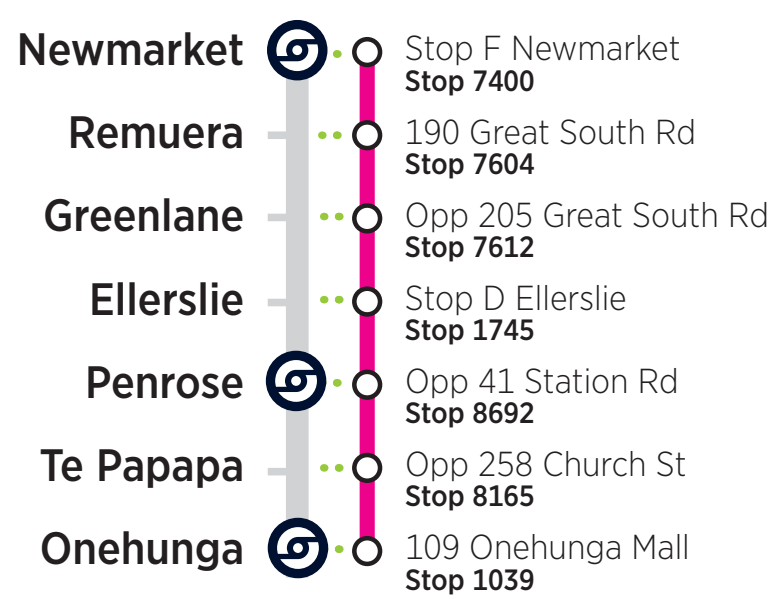 Newmarket
Stop F Newmarket
Stop 7400
Remuera
190 Great South Rd
Stop 7604
Greenlane
Opp 205 Great South Rd
Stop 7612
Ellerslie
Stop D Ellerslie
Stop 1745
Penrose
Opp 41 Station Rd
Stop 8692
Te Papapa
Opp 258 Church St
Stop 8165
Onehunga
109 Onehunga Mall
Stop 1039